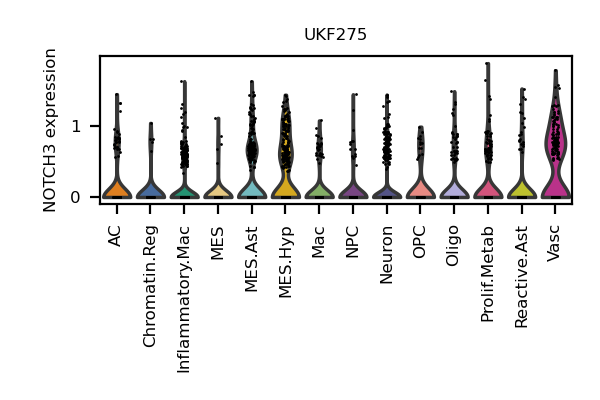 UKF275
NOTCH3 expression
1
0
AC
Chromatin.Reg
Inflammatory.Mac
MES
MES.Ast
MES.Hyp
Mac
NPC
Neuron
OPC
Oligo
Prolif.Metab
Reactive.Ast
Vasc